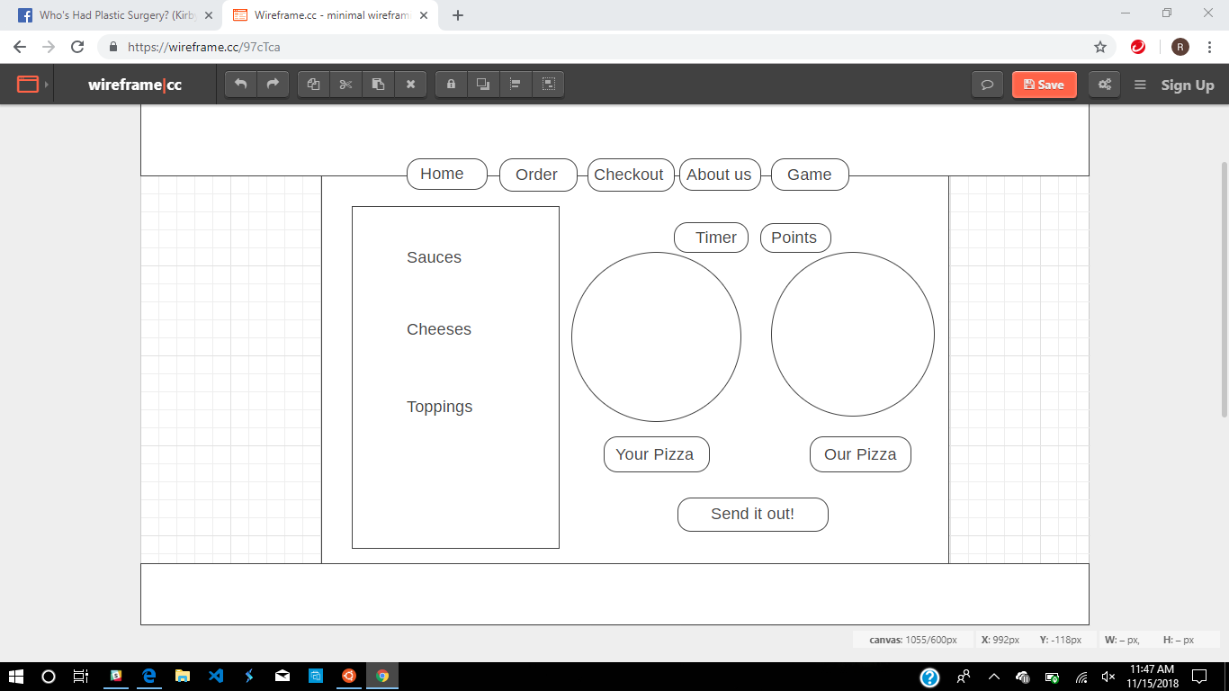 Who's Had Plastic Surgery? (Kirb
Wireframe.cc - minimal wirefram
https://wireframe.cc/97cTca
R
wireframe|cc
Save
Sign Up
Home
Order
Checkout
About us
Game
Timer
Points
Sauces
Cheeses
Toppings
Your Pizza
Our Pizza
Send it out!
canvas: 1055/600px X: 992px Y: -118px W: – px, H: – px
11:47 AM
11/15/2018